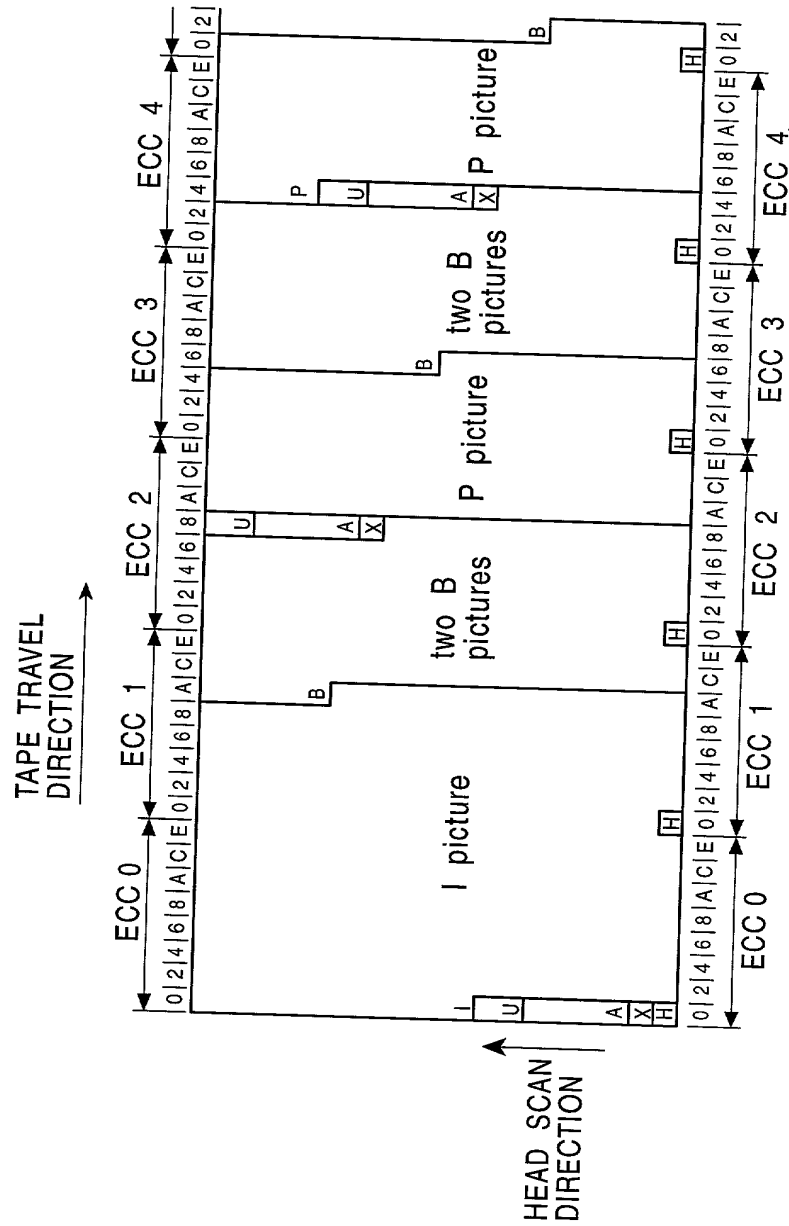 TAPE TRAVEL
DIRECTION
ECC 0
ECC 1
ECC 2
ECC 3
ECC 4
0|2|4|6|8|A|C|E|0|2|4|6|8|A|C|E|0|2|4|6|8|A|C|E|0|2|4|6|8|A|C|E|0|2|4|6|8|A|C|E|0|2|
I
U
A
X
H
I picture
H
B
two B
pictures
H
U
A
X
P picture
H
B
two B
pictures
H
P
U
A
X
P picture
H
B
|0|2|4|6|8|A|C|E|0|2|4|6|8|A|C|E|0|2|4|6|8|A|C|E|0|2|4|6|8|A|C|E|0|2|4|6|8|A|C|E|0|2|
ECC 0
ECC 1
ECC 2
ECC 3
ECC 4
HEAD SCAN
DIRECTION